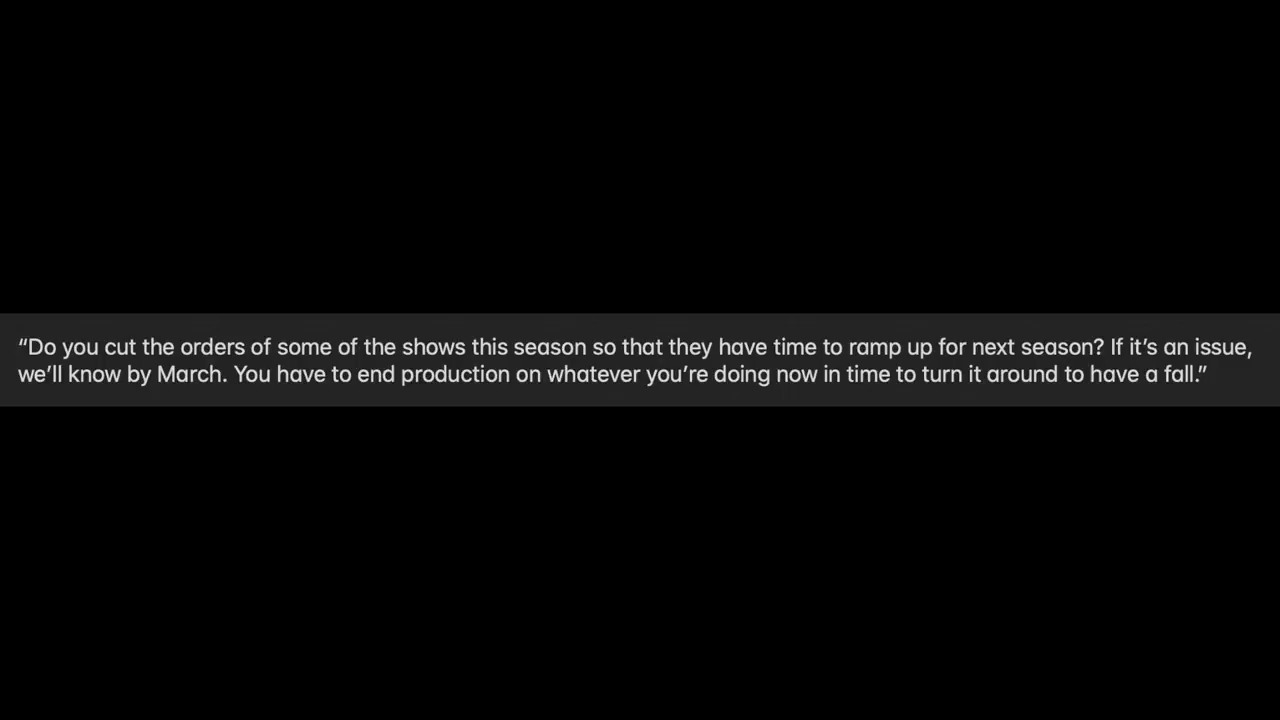 “Do you cut the orders of some of the shows this season so that they have time to ramp up for next season? If it’s an issue,
we’ll know by March. You have to end production on whatever you’re doing now in time to turn it around to have a fall.”